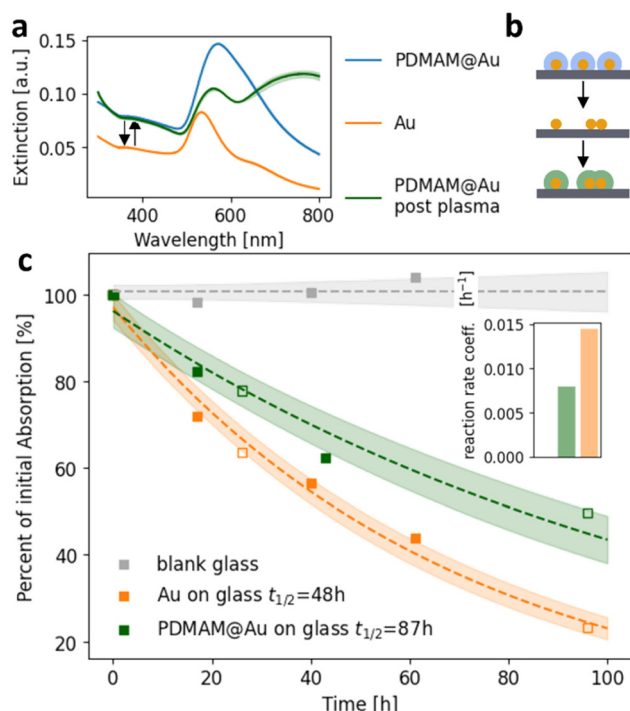 a
b
0.15
0.10
0.05
Extinction [a.u.]
400
600
800
Wavelength [nm]
PDMAM@Au
Au
PDMAM@Au
post plasma
c
100
80
60
40
20
Percent of initial Absorption [%]
0
20
40
60
80
100
Time [h]
blank glass
Au on glass t1/2=48h
PDMAM@Au on glass t1/2=87h
reaction rate coeff.
[h⁻¹]
0.015
0.010
0.005
0.000